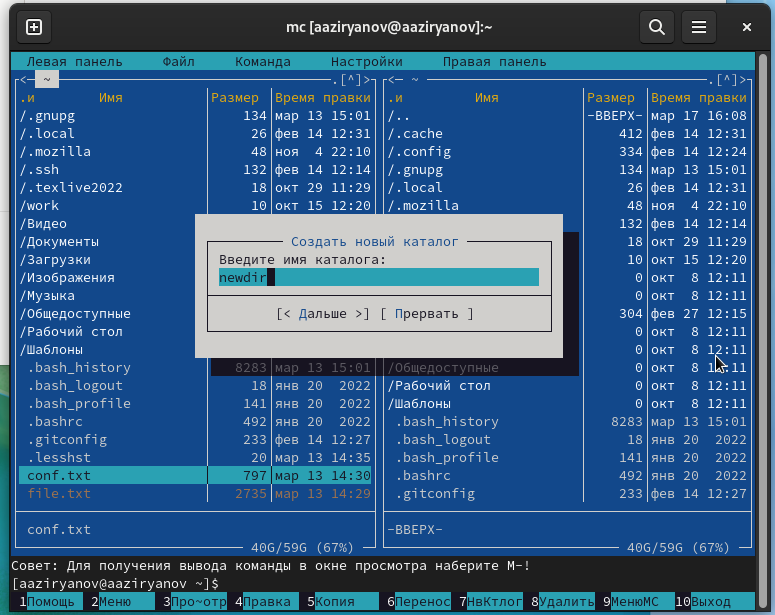 mc [aaziryanov@aaziryanov]:~
Левая панель Файл Команда Настройки Правая панель
<─ ~ .[^]> <─ ~ .[^]>
.и Имя Размер Время правки .и Имя Размер Время правки
/.gnupg 134 мар 13 15:01 /.. -ВВЕРХ- мар 17 16:08
/.local 26 фев 14 12:31 /.cache 412 фев 14 12:31
/.mozilla 48 ноя 4 22:10 /.config 334 фев 14 12:24
/.ssh 132 фев 14 12:14 /.gnupg 134 мар 13 15:01
/.texlive2022 18 окт 29 11:29 /.local 26 фев 14 12:31
/work 10 окт 15 12:20 /.mozilla 48 ноя 4 22:10
/Видео 132 фев 14 12:14
/Документы 18 окт 29 11:29
/Загрузки 10 окт 15 12:20
/Изображения 0 окт 8 12:11
/Музыка 0 окт 8 12:11
/Общедоступные 304 фев 27 12:15
/Рабочий стол 0 окт 8 12:11
/Шаблоны 0 окт 8 12:11
Создать новый каталог
Введите имя каталога:
newdir
[< Дальше >] [ Прервать ]
.bash_history 8283 мар 13 15:01 /Общедоступные 0 окт 8 12:11
.bash_logout 18 янв 20 2022 /Рабочий стол 0 окт 8 12:11
.bash_profile 141 янв 20 2022 /Шаблоны 0 окт 8 12:11
.bashrc 492 янв 20 2022 .bash_history 8283 мар 13 15:01
.gitconfig 233 фев 14 12:27 .bash_logout 18 янв 20 2022
.lesshst 20 мар 13 14:35 .bash_profile 141 янв 20 2022
conf.txt 797 мар 13 14:30 .bashrc 492 янв 20 2022
file.txt 2735 мар 13 14:29 .gitconfig 233 фев 14 12:27
conf.txt -ВВЕРХ-
40G/59G (67%) 40G/59G (67%)
Совет: Для получения вывода команды в окне просмотра наберите M-!
[aaziryanov@aaziryanov ~]$
1Помощь 2Меню 3Про~отр 4Правка 5Копия 6Перенос 7НвКтлог 8Удалить 9МенюMC 10Выход